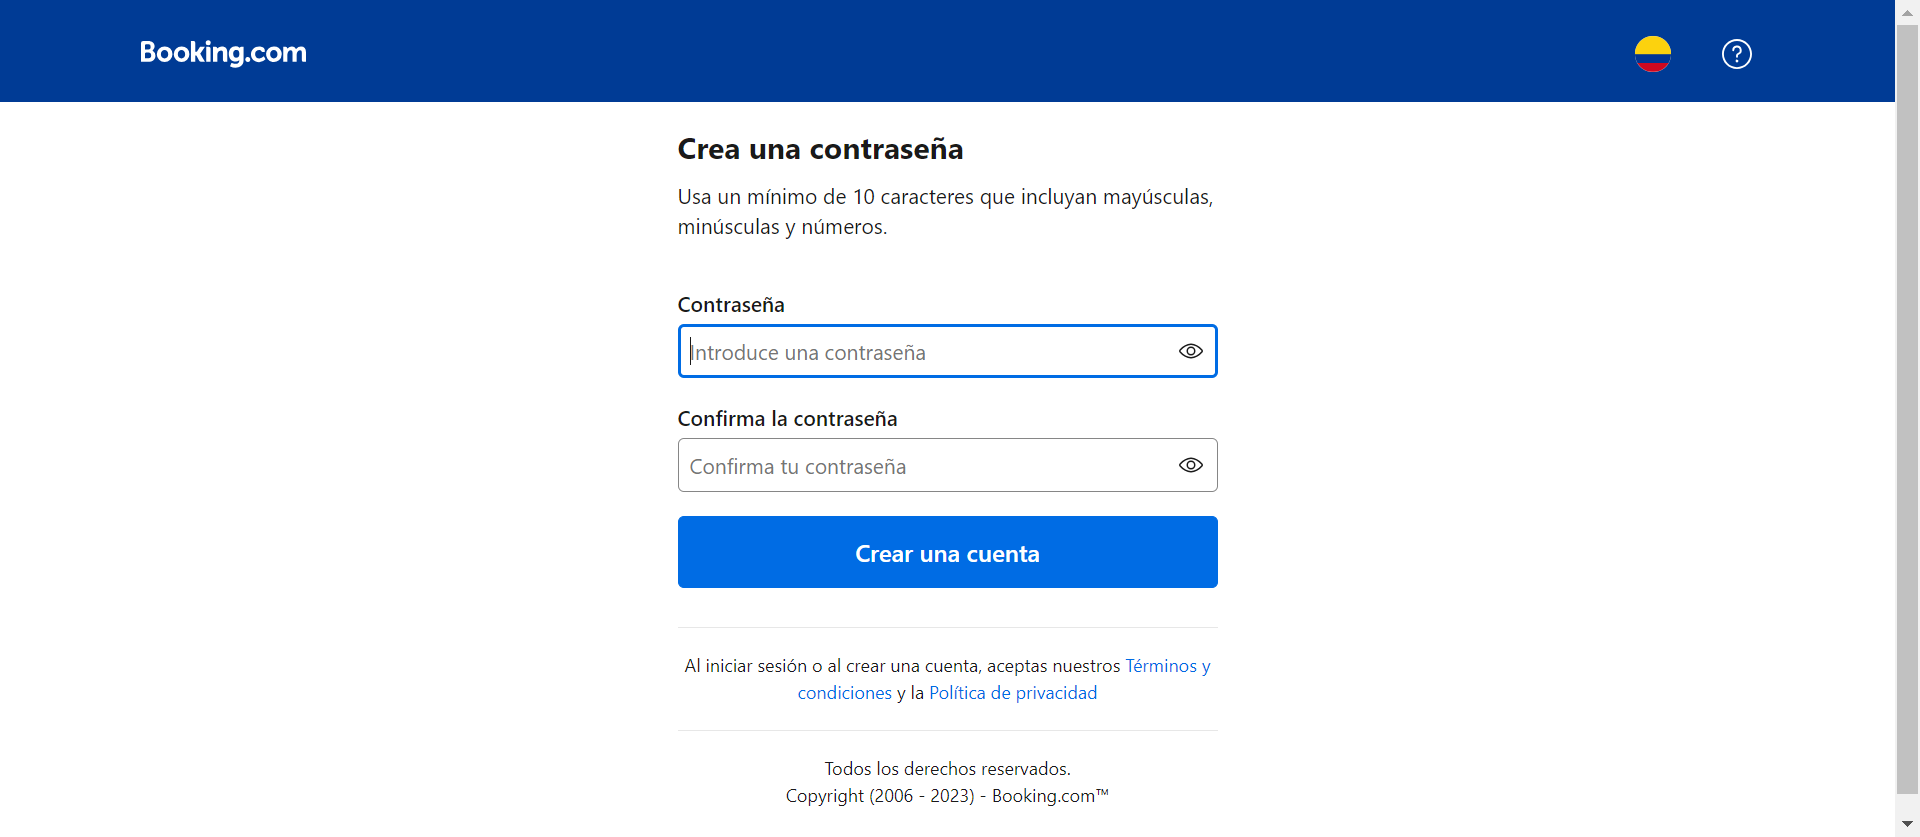 Booking.com
Crea una contraseña
Usa un mínimo de 10 caracteres que incluyan mayúsculas,
minúsculas y números.
Contraseña
Introduce una contraseña
Confirma la contraseña
Confirma tu contraseña
Crear una cuenta
Al iniciar sesión o al crear una cuenta, aceptas nuestros Términos y
condiciones y la Política de privacidad
Todos los derechos reservados.
Copyright (2006 - 2023) - Booking.com™